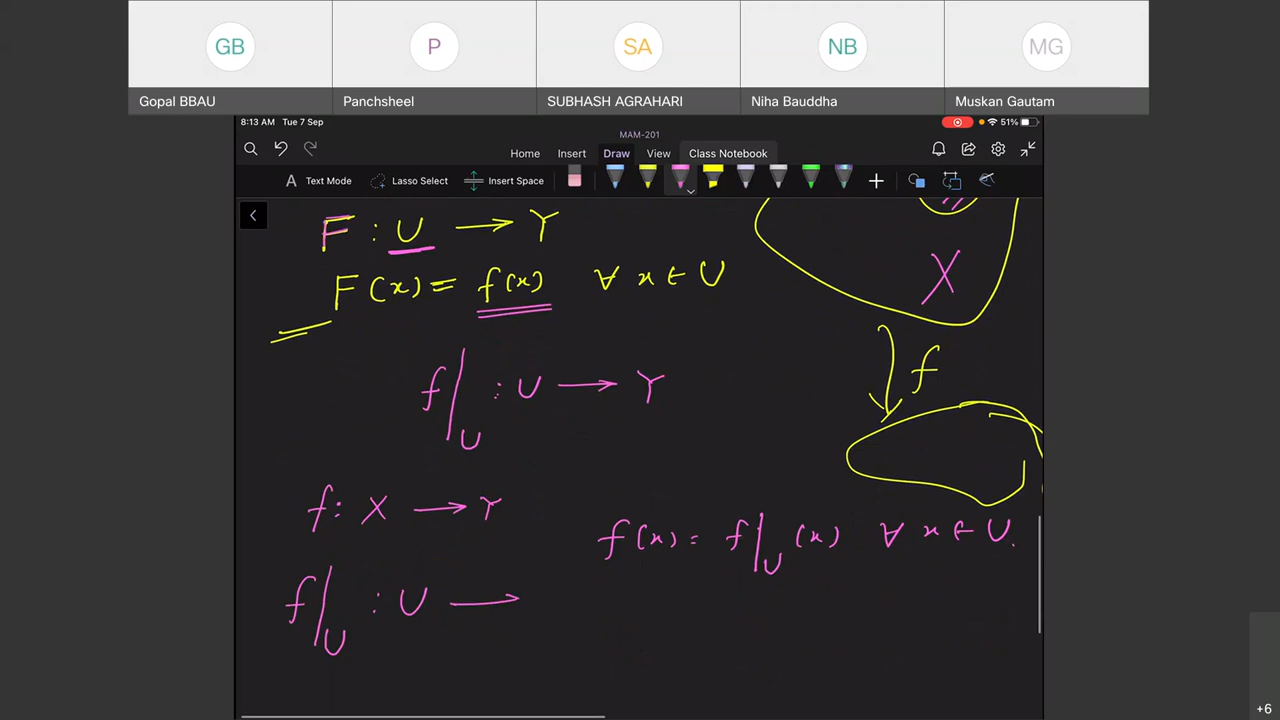 GB P SA NB MG
Gopal BBAU Panchsheel SUBHASH AGRAHARI Niha Bauddha Muskan Gautam
8:13 AM Tue 7 Sep 51%
MAM-201
Home Insert Draw View Class Notebook
A Text Mode Lasso Select Insert Space
F : U → Y
X
F(x) = f(x) ∀ x ∈ U
f
f|U : U → Y
f: X → Y
f(x) = f|U (x) ∀ x ∈ U.
f|U : U →
+6